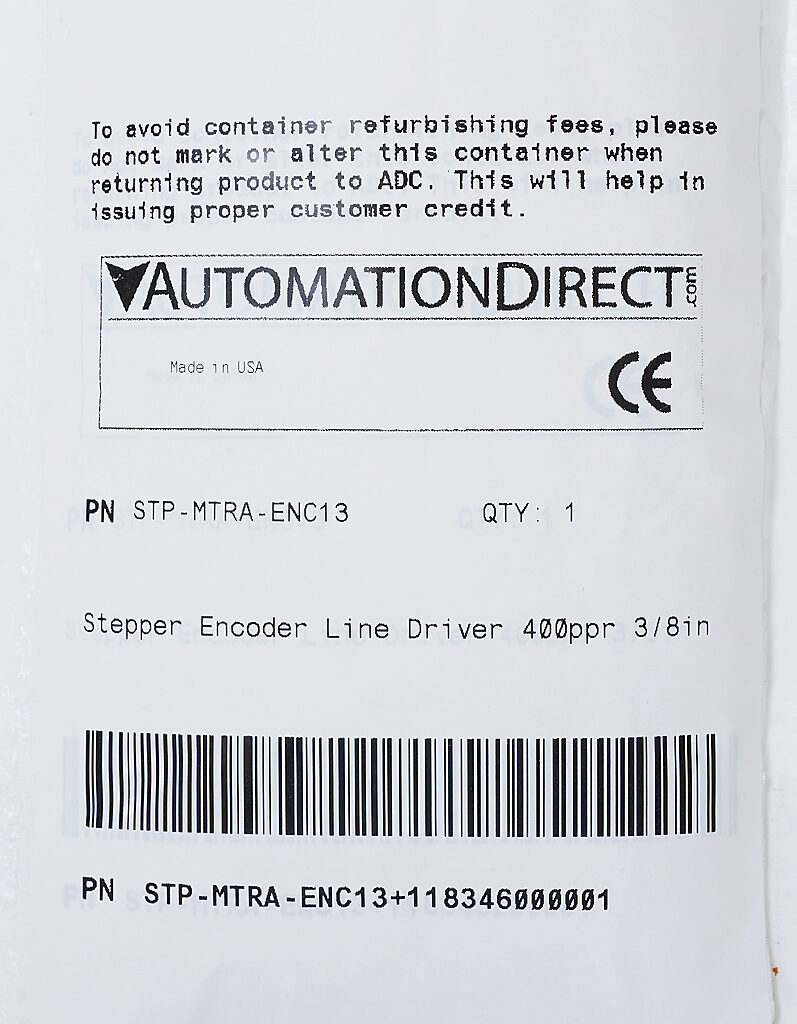 To avoid container refurbishing fees, please
do not mark or alter this container when
returning product to ADC. This will help in
issuing proper customer credit.
AUTOMATIONDIRECT.com
Made in USA
CE
PN STP-MTRA-ENC13 QTY: 1
Stepper Encoder Line Driver 400ppr 3/8in
PN STP-MTRA-ENC13+118346000001